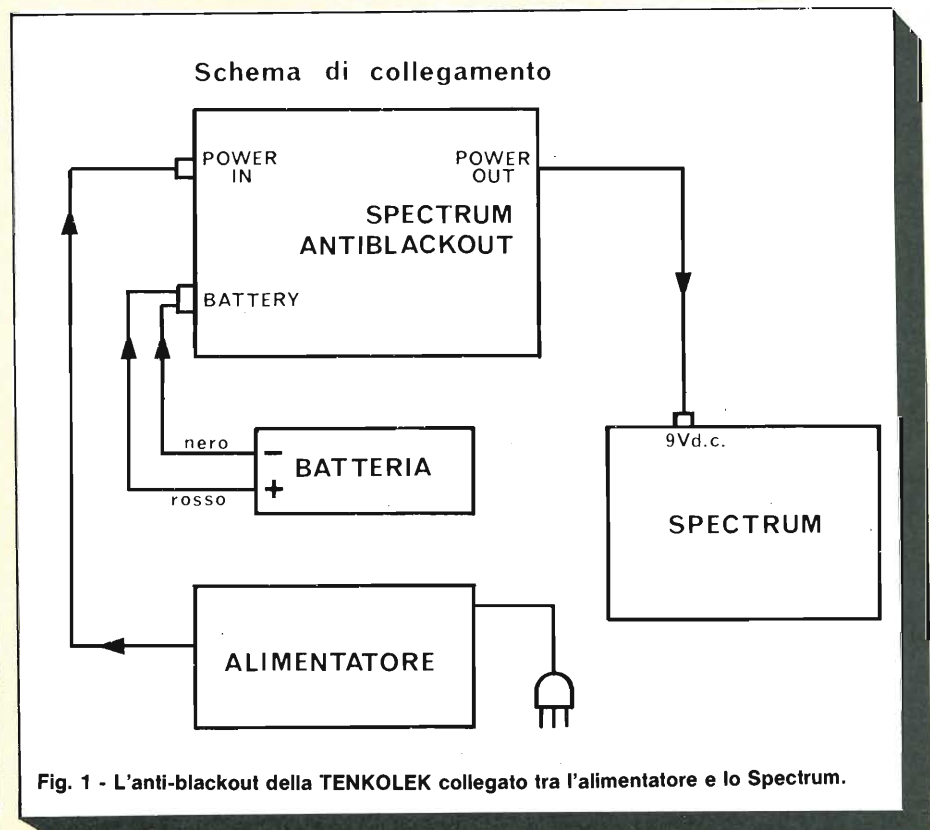 Schema di collegamento
POWER
IN
POWER
OUT
SPECTRUM
ANTIBLACKOUT
BATTERY
nero
−
BATTERIA
+
rosso
9Vd.c.
SPECTRUM
ALIMENTATORE
Fig. 1 - L'anti-blackout della TENKOLEK collegato tra l'alimentatore e lo Spectrum.